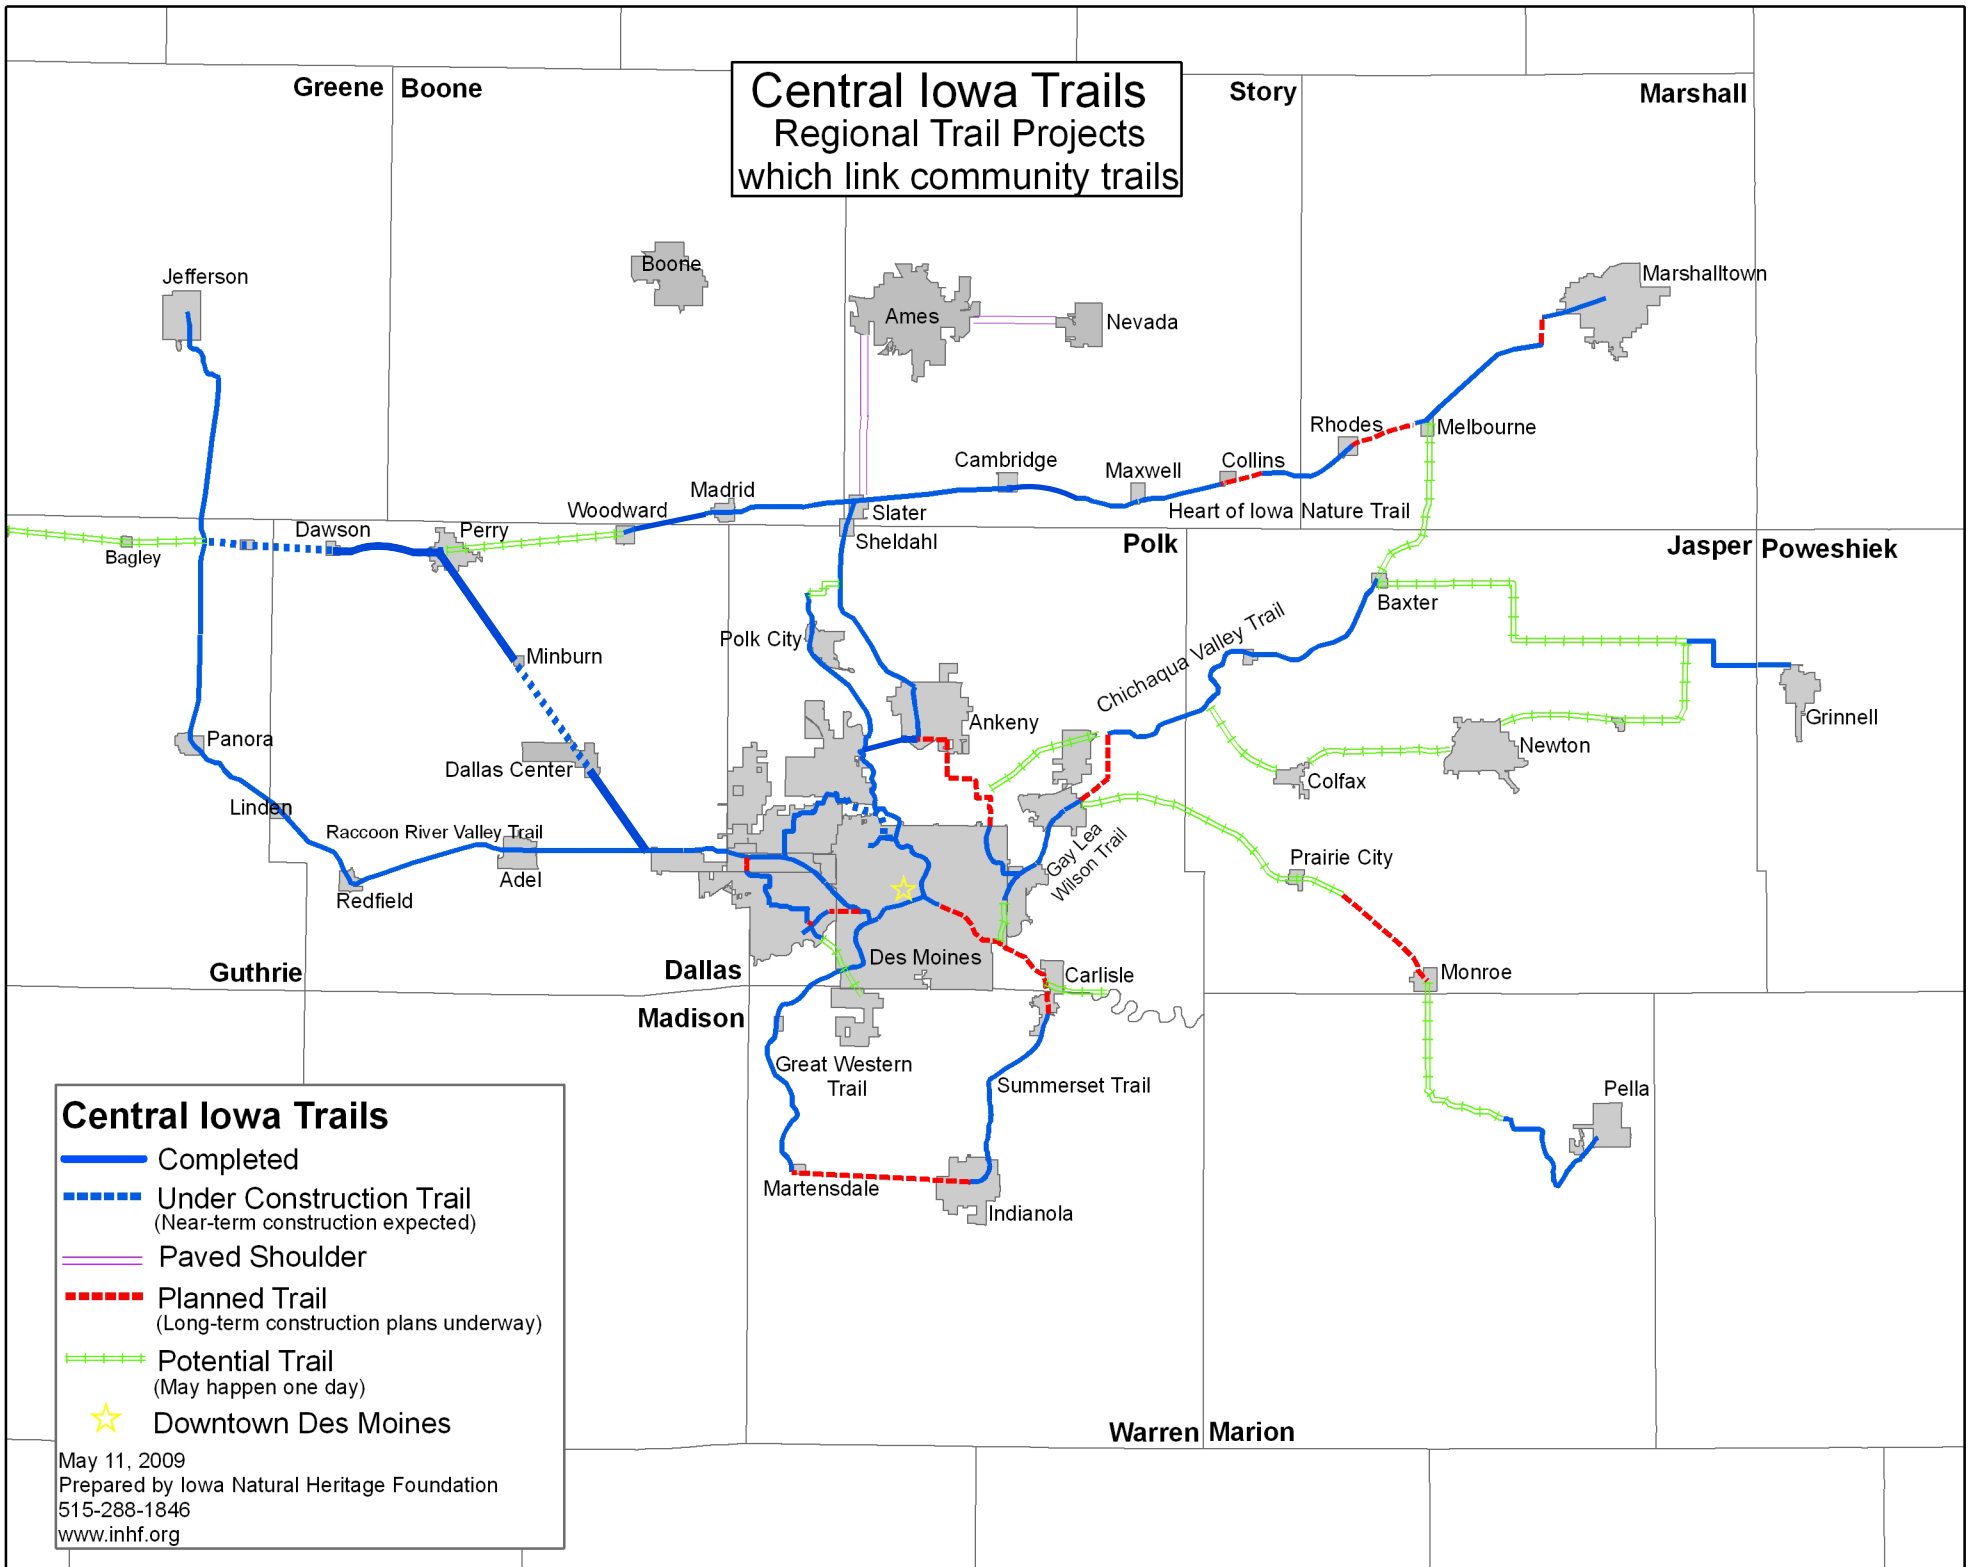 Central Iowa Trails
Regional Trail Projects
which link community trails
Greene
Boone
Story
Marshall
Jefferson
Boone
Ames
Nevada
Marshalltown
Rhodes
Melbourne
Cambridge
Maxwell
Collins
Woodward
Madrid
Slater
Heart of Iowa Nature Trail
Dawson
Perry
Sheldahl
Polk
Jasper
Poweshiek
Bagley
Baxter
Polk City
Minburn
Chichaqua Valley Trail
Panora
Ankeny
Grinnell
Dallas Center
Newton
Colfax
Linden
Raccoon River Valley Trail
Adel
Redfield
Gay Lea
Wilson Trail
Prairie City
Des Moines
Guthrie
Dallas
Carlisle
Monroe
Madison
Great Western
Trail
Summerset Trail
Pella
Martensdale
Indianola
Warren
Marion
Central Iowa Trails
Completed
Under Construction Trail
(Near-term construction expected)
Paved Shoulder
Planned Trail
(Long-term construction plans underway)
Potential Trail
(May happen one day)
Downtown Des Moines
May 11, 2009
Prepared by Iowa Natural Heritage Foundation
515-288-1846
www.inhf.org